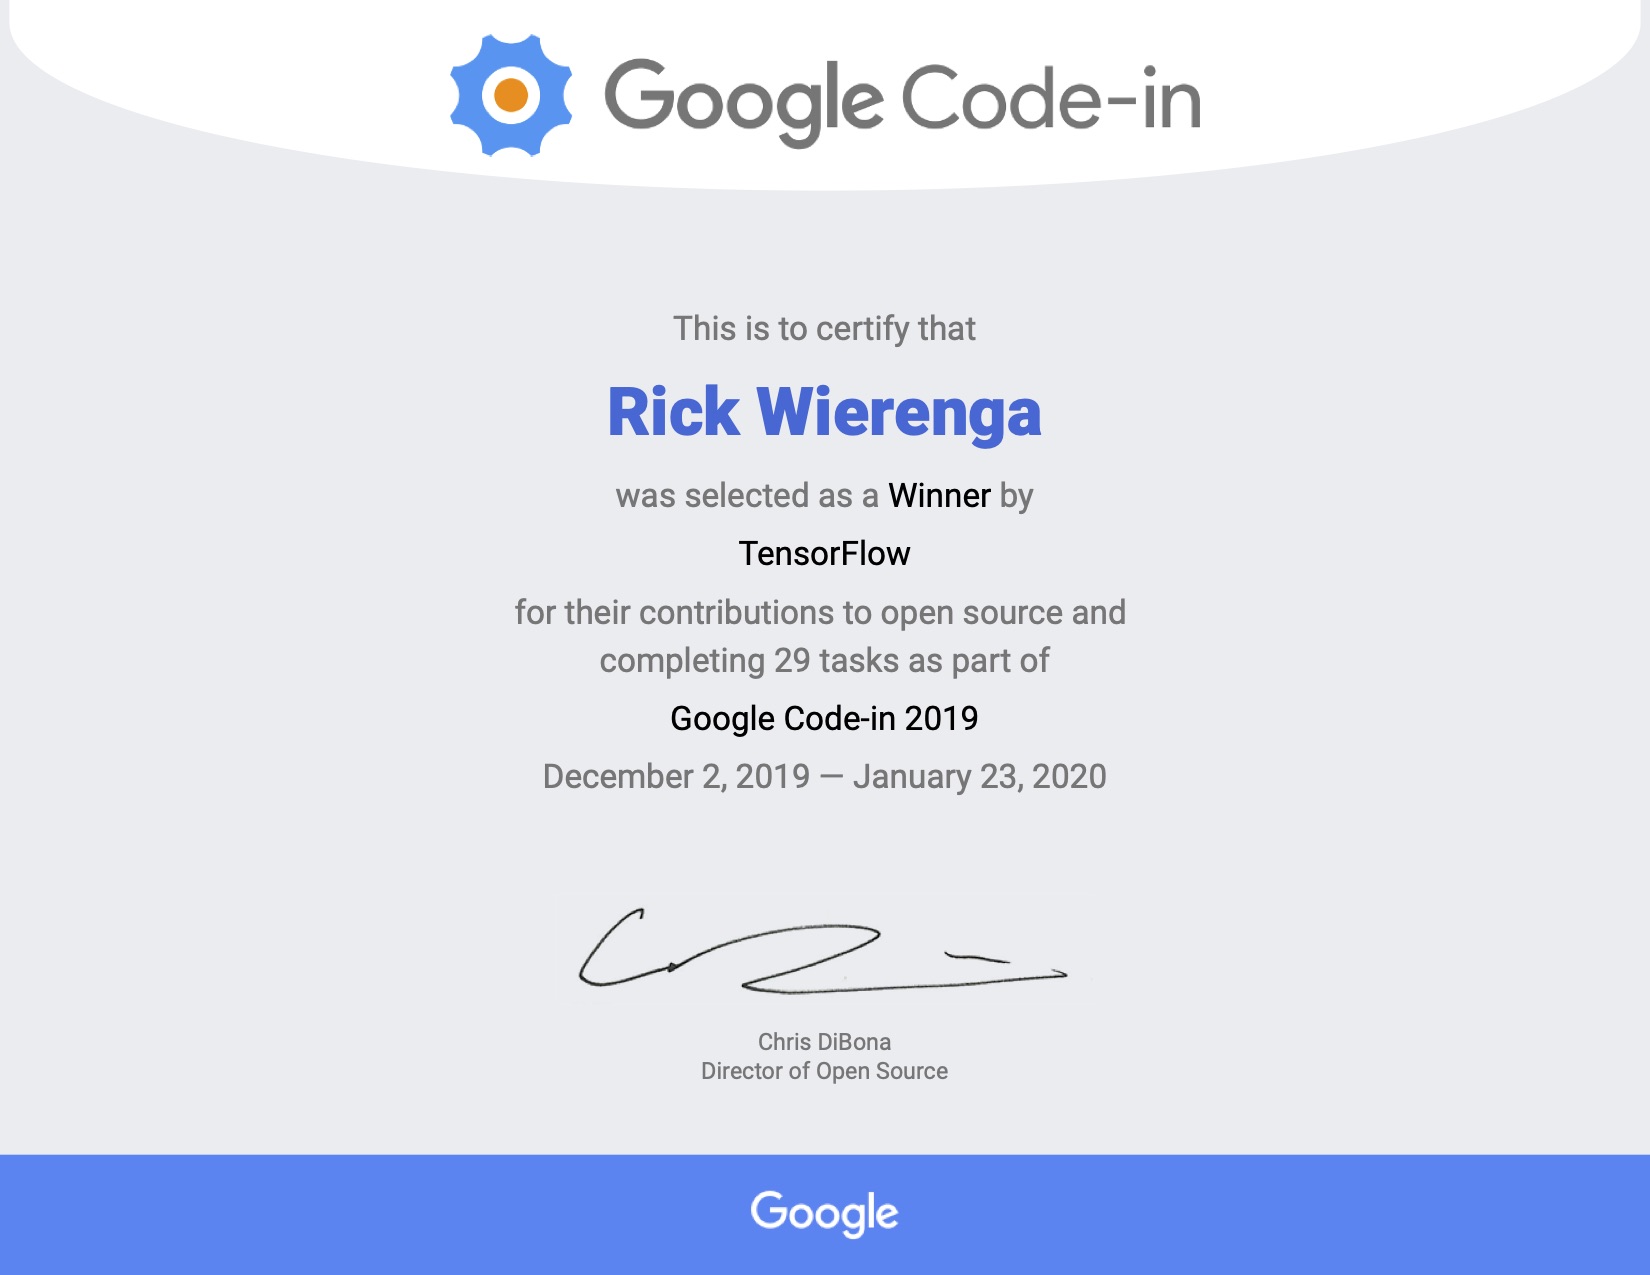 Google Code-in
This is to certify that
Rick Wierenga
was selected as a Winner by
TensorFlow
for their contributions to open source and
completing 29 tasks as part of
Google Code-in 2019
December 2, 2019 — January 23, 2020
Chris DiBona
Director of Open Source
Google